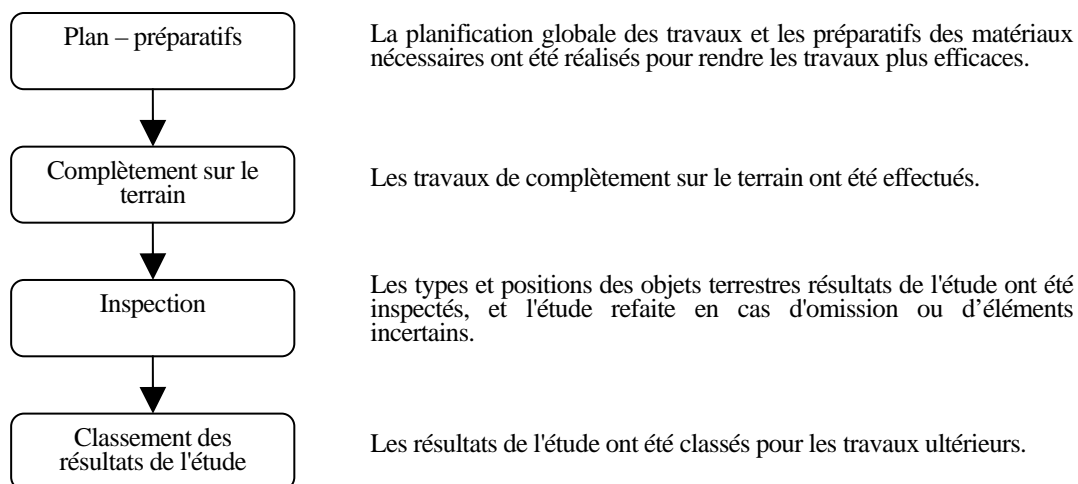 Plan – préparatifs
La planification globale des travaux et les préparatifs des matériaux
nécessaires ont été réalisés pour rendre les travaux plus efficaces.
Complètement sur le
terrain
Les travaux de complètement sur le terrain ont été effectués.
Inspection
Les types et positions des objets terrestres résultats de l'étude ont été
inspectés, et l'étude refaite en cas d'omission ou d’éléments
incertains.
Classement des
résultats de l'étude
Les résultats de l'étude ont été classés pour les travaux ultérieurs.